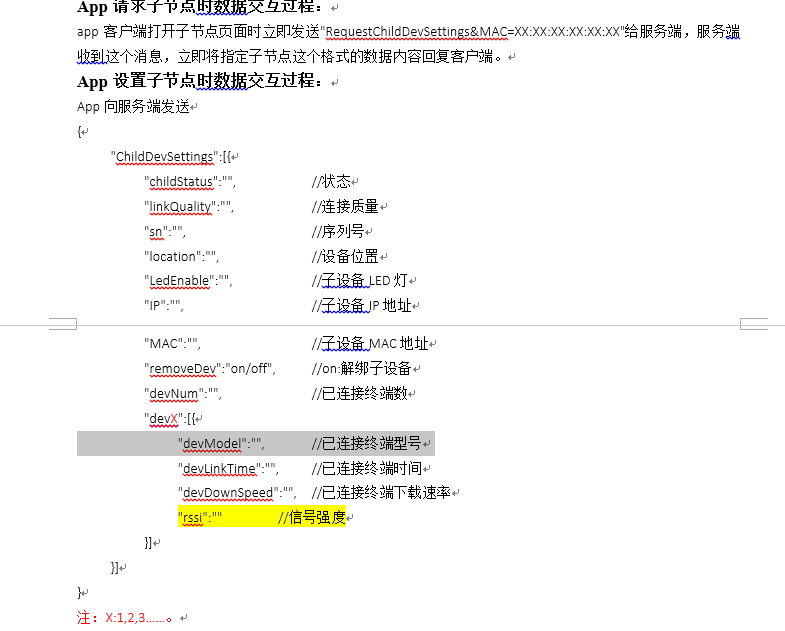 App 请求子节点时数据交互过程：
app 客户端打开子节点页面时立即发送"RequestChildDevSettings&MAC=XX:XX:XX:XX:XX:XX"给服务端，服务端
收到这个消息，立即将指定子节点这个格式的数据内容回复客户端。
App 设置子节点时数据交互过程：
App 向服务端发送
{
"ChildDevSettings":[{
"childStatus":"", //状态
"linkQuality":"", //连接质量
"sn":"", //序列号
"location":"", //设备位置
"LedEnable":"", //子设备 LED 灯
"IP":"", //子设备 IP 地址
"MAC":"", //子设备 MAC 地址
"removeDev":"on/off", //on:解绑子设备
"devNum":"", //已连接终端数
"devX":[{
"devModel":"", //已连接终端型号
"devLinkTime":"", //已连接终端时间
"devDownSpeed":"", //已连接终端下载速率
"rssi":"" //信号强度
}]
}]
}
注：X:1,2,3……。